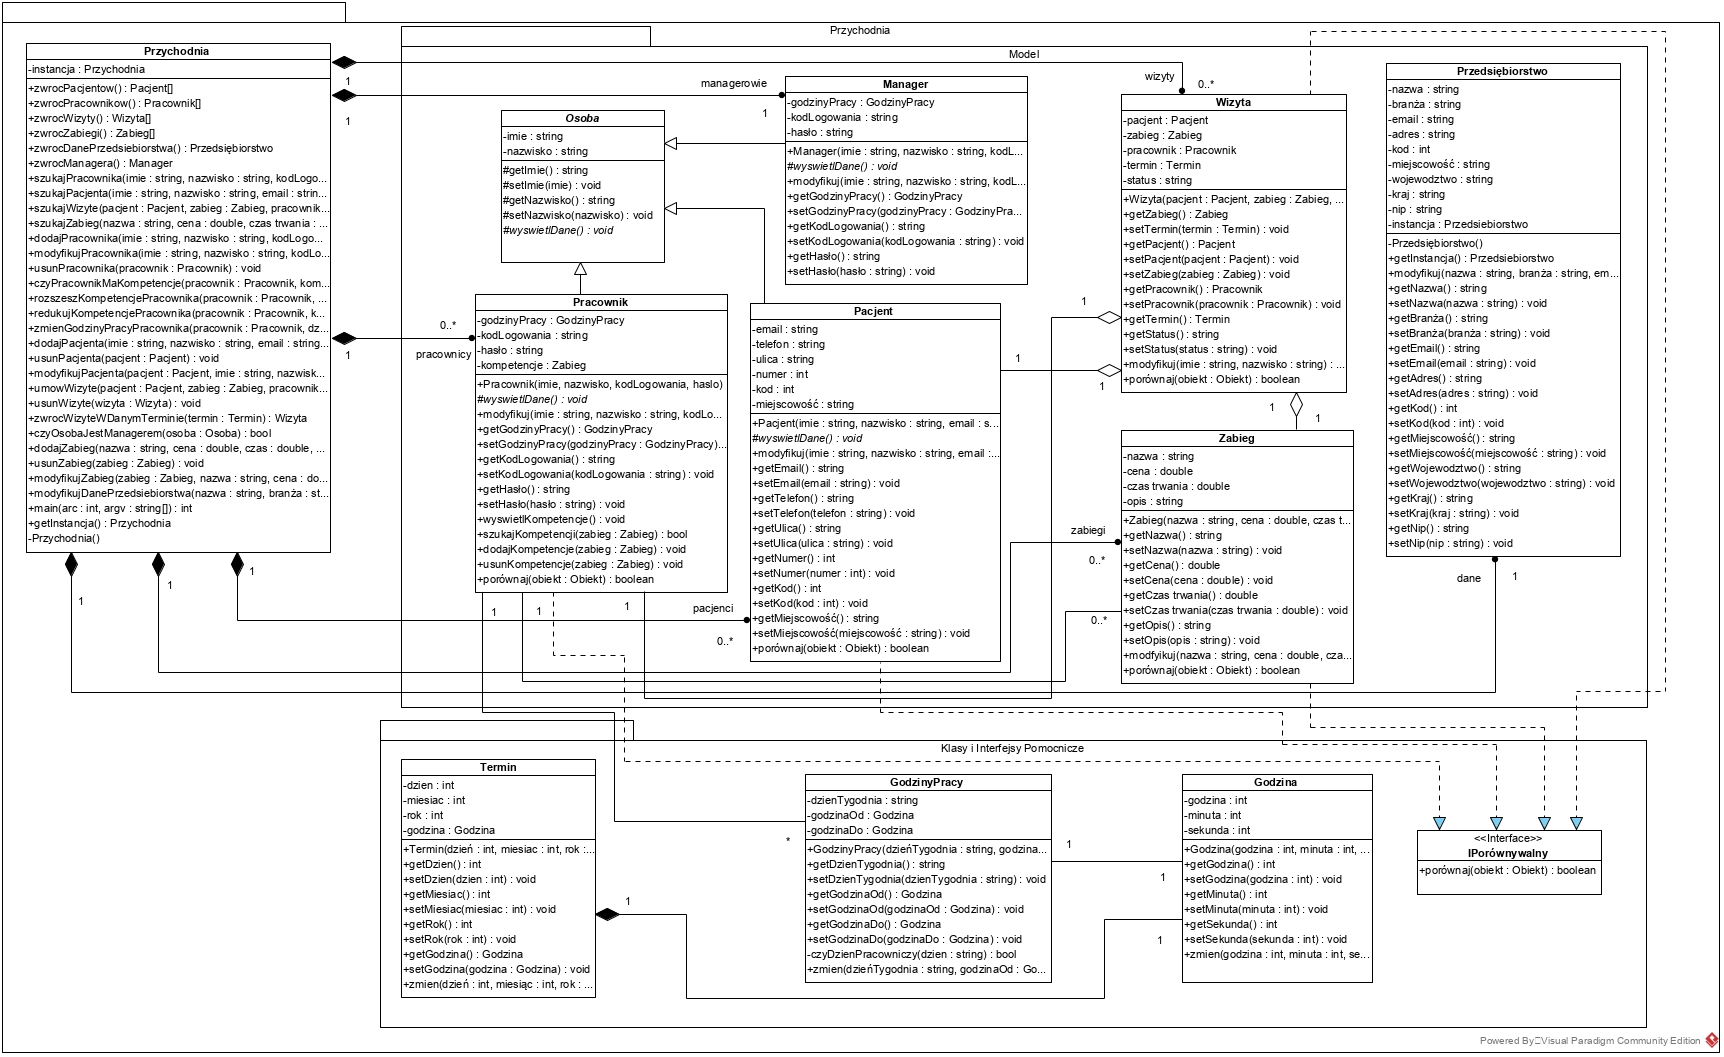 Przychodnia
Model
Przychodnia
-instancja : Przychodnia
+zwrocPacjentow() : Pacjent[]
+zwrocPracownikow() : Pracownik[]
+zwrocWizyty() : Wizyta[]
+zwrocZabiegi() : Zabieg[]
+zwrocDanePrzedsiebiorstwa() : Przedsiębiorstwo
+zwrocManagera() : Manager
+szukajPracownika(imie : string, nazwisko : string, kodLogo...
+szukajPacjenta(imie : string, nazwisko : string, email : strin...
+szukajWizyte(pacjent : Pacjent, zabieg : Zabieg, pracownik...
+szukajZabieg(nazwa : string, cena : double, czas trwania : ...
+dodajPracownika(imie : string, nazwisko : string, kodLogo...
+modyfikujPracownika(imie : string, nazwisko : string, kodLo...
+usunPracownika(pracownik : Pracownik) : void
+czyPracownikMaKompetencje(pracownik : Pracownik, kom...
+rozszeszKompetencjePracownika(pracownik : Pracownik, ...
+redukujKompetencjePracownika(pracownik : Pracownik, k...
+zmienGodzinyPracyPracownika(pracownik : Pracownik, dz...
+dodajPacjenta(imie : string, nazwisko : string, email : string...
+usunPacjenta(pacjent : Pacjent) : void
+modyfikujPacjenta(pacjent : Pacjent, imie : string, nazwisk...
+umowWizyte(pacjent : Pacjent, zabieg : Zabieg, pracownik...
+usunWizyte(wizyta : Wizyta) : void
+zwrocWizyteWDanymTerminie(termin : Termin) : Wizyta
+czyOsobaJestManagerem(osoba : Osoba) : bool
+dodajZabieg(nazwa : string, cena : double, czas : double, ...
+usunZabieg(zabieg : Zabieg) : void
+modyfikujZabieg(zabieg : Zabieg, nazwa : string, cena : do...
+modyfikujDanePrzedsiebiorstwa(nazwa : string, branża : st...
+main(arc : int, argv : string[]) : int
+getInstancja() : Przychodnia
-Przychodnia()
1
1
1
1
1
1
managerowie
1
wizyty
0..*
0..*
pracownicy
pacjenci
0..*
zabiegi
0..*
dane
1
Osoba
-imie : string
-nazwisko : string
#getImie() : string
#setImie(imie) : void
#getNazwisko() : string
#setNazwisko(nazwisko) : void
#wyswietlDane() : void
Manager
-godzinyPracy : GodzinyPracy
-kodLogowania : string
-hasło : string
+Manager(imie : string, nazwisko : string, kodL...
#wyswietlDane() : void
+modyfikuj(imie : string, nazwisko : string, kodL...
+getGodzinyPracy() : GodzinyPracy
+setGodzinyPracy(godzinyPracy : GodzinyPra...
+getKodLogowania() : string
+setKodLogowania(kodLogowania : string) : void
+getHasło() : string
+setHasło(hasło : string) : void
Pracownik
-godzinyPracy : GodzinyPracy
-kodLogowania : string
-hasło : string
-kompetencje : Zabieg
+Pracownik(imie, nazwisko, kodLogowania, haslo)
#wyswietlDane() : void
+modyfikuj(imie : string, nazwisko : string, kodLo...
+getGodzinyPracy() : GodzinyPracy
+setGodzinyPracy(godzinyPracy : GodzinyPracy)...
+getKodLogowania() : string
+setKodLogowania(kodLogowania : string) : void
+getHasło() : string
+setHasło(hasło : string) : void
+wyswietlKompetencje() : void
+szukajKompetencji(zabieg : Zabieg) : bool
+dodajKompetencje(zabieg : Zabieg) : void
+usunKompetencje(zabieg : Zabieg) : void
+porównaj(obiekt : Obiekt) : boolean
1
1
1
Pacjent
-email : string
-telefon : string
-ulica : string
-numer : int
-kod : int
-miejscowość : string
+Pacjent(imie : string, nazwisko : string, email : s...
#wyswietlDane() : void
+modyfikuj(imie : string, nazwisko : string, email :...
+getEmail() : string
+setEmail(email : string) : void
+getTelefon() : string
+setTelefon(telefon : string) : void
+getUlica() : string
+setUlica(ulica : string) : void
+getNumer() : int
+setNumer(numer : int) : void
+getKod() : int
+setKod(kod : int) : void
+getMiejscowość() : string
+setMiejscowość(miejscowość : string) : void
+porównaj(obiekt : Obiekt) : boolean
1
1
1
Wizyta
-pacjent : Pacjent
-zabieg : Zabieg
-pracownik : Pracownik
-termin : Termin
-status : string
+Wizyta(pacjent : Pacjent, zabieg : Zabieg, ...
+getZabieg() : Zabieg
+setTermin(termin : Termin) : void
+getPacjent() : Pacjent
+setPacjent(pacjent : Pacjent) : void
+setZabieg(zabieg : Zabieg) : void
+getPracownik() : Pracownik
+setPracownik(pracownik : Pracownik) : void
+getTermin() : Termin
+getStatus() : string
+setStatus(status : string) : void
+modyfikuj(imie : string, nazwisko : string) : ...
+porównaj(obiekt : Obiekt) : boolean
1
1
Zabieg
-nazwa : string
-cena : double
-czas trwania : double
-opis : string
+Zabieg(nazwa : string, cena : double, czas t...
+getNazwa() : string
+setNazwa(nazwa : string) : void
+getCena() : double
+setCena(cena : double) : void
+getCzas trwania() : double
+setCzas trwania(czas trwania : double) : void
+getOpis() : string
+setOpis(opis : string) : void
+modfyikuj(nazwa : string, cena : double, cza...
+porównaj(obiekt : Obiekt) : boolean
0..*
Przedsiębiorstwo
-nazwa : string
-branża : string
-email : string
-adres : string
-kod : int
-miejscowość : string
-wojewodztwo : string
-kraj : string
-nip : string
-instancja : Przedsiebiorstwo
-Przedsiębiorstwo()
+getInstancja() : Przedsiębiorstwo
+modyfikuj(nazwa : string, branża : string, em...
+getNazwa() : string
+setNazwa(nazwa : string) : void
+getBranża() : string
+setBranża(branża : string) : void
+getEmail() : string
+setEmail(email : string) : void
+getAdres() : string
+setAdres(adres : string) : void
+getKod() : int
+setKod(kod : int) : void
+getMiejscowość() : string
+setMiejscowość(miejscowość : string) : void
+getWojewodztwo() : string
+setWojewodztwo(wojewodztwo : string) : void
+getKraj() : string
+setKraj(kraj : string) : void
+getNip() : string
+setNip(nip : string) : void
Klasy i Interfejsy Pomocnicze
Termin
-dzien : int
-miesiac : int
-rok : int
-godzina : Godzina
+Termin(dzień : int, miesiac : int, rok :...
+getDzien() : int
+setDzien(dzien : int) : void
+getMiesiac() : int
+setMiesiac(miesiac : int) : void
+getRok() : int
+setRok(rok : int) : void
+getGodzina() : Godzina
+setGodzina(godzina : Godzina) : void
+zmien(dzień : int, miesiąc : int, rok : ...
1
*
GodzinyPracy
-dzienTygodnia : string
-godzinaOd : Godzina
-godzinaDo : Godzina
+GodzinyPracy(dzieńTygodnia : string, godzina...
+getDzienTygodnia() : string
+setDzienTygodnia(dzienTygodnia : string) : void
+getGodzinaOd() : Godzina
+setGodzinaOd(godzinaOd : Godzina) : void
+getGodzinaDo() : Godzina
+setGodzinaDo(godzinaDo : Godzina) : void
-czyDzienPracowniczy(dzien : string) : bool
+zmien(dzieńTygodnia : string, godzinaOd : Go...
1
1
1
Godzina
-godzina : int
-minuta : int
-sekunda : int
+Godzina(godzina : int, minuta : int, ...
+getGodzina() : int
+setGodzina(godzina : int) : void
+getMinuta() : int
+setMinuta(minuta : int) : void
+getSekunda() : int
+setSekunda(sekunda : int) : void
+zmien(godzina : int, minuta : int, se...
<<Interface>>
IPorównywalny
+porównaj(obiekt : Obiekt) : boolean
Powered By Visual Paradigm Community Edition